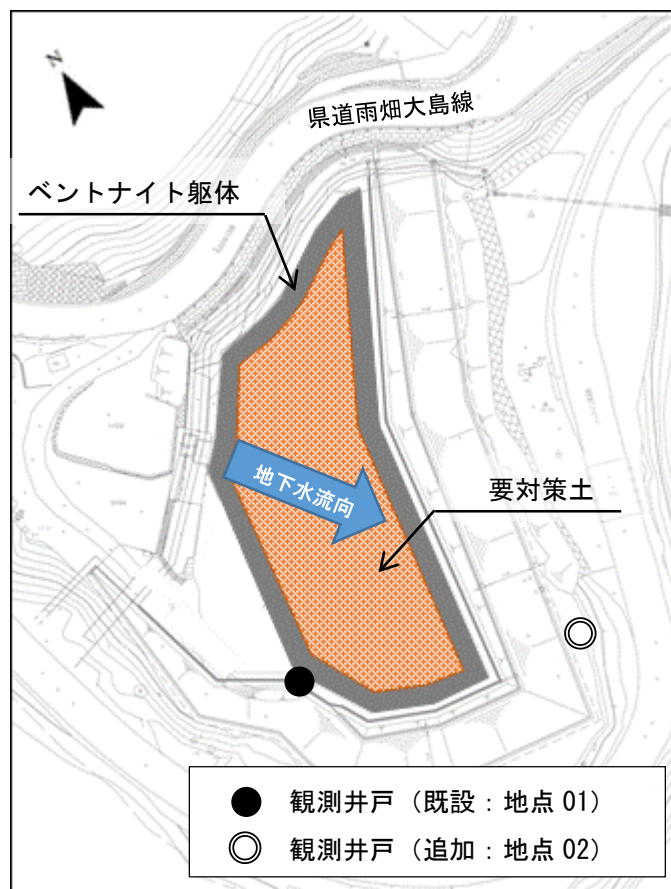 N
県道雨畑大島線
ベントナイト躯体
地下水流向
要対策土
観測井戸（既設：地点 01）
観測井戸（追加：地点 02）